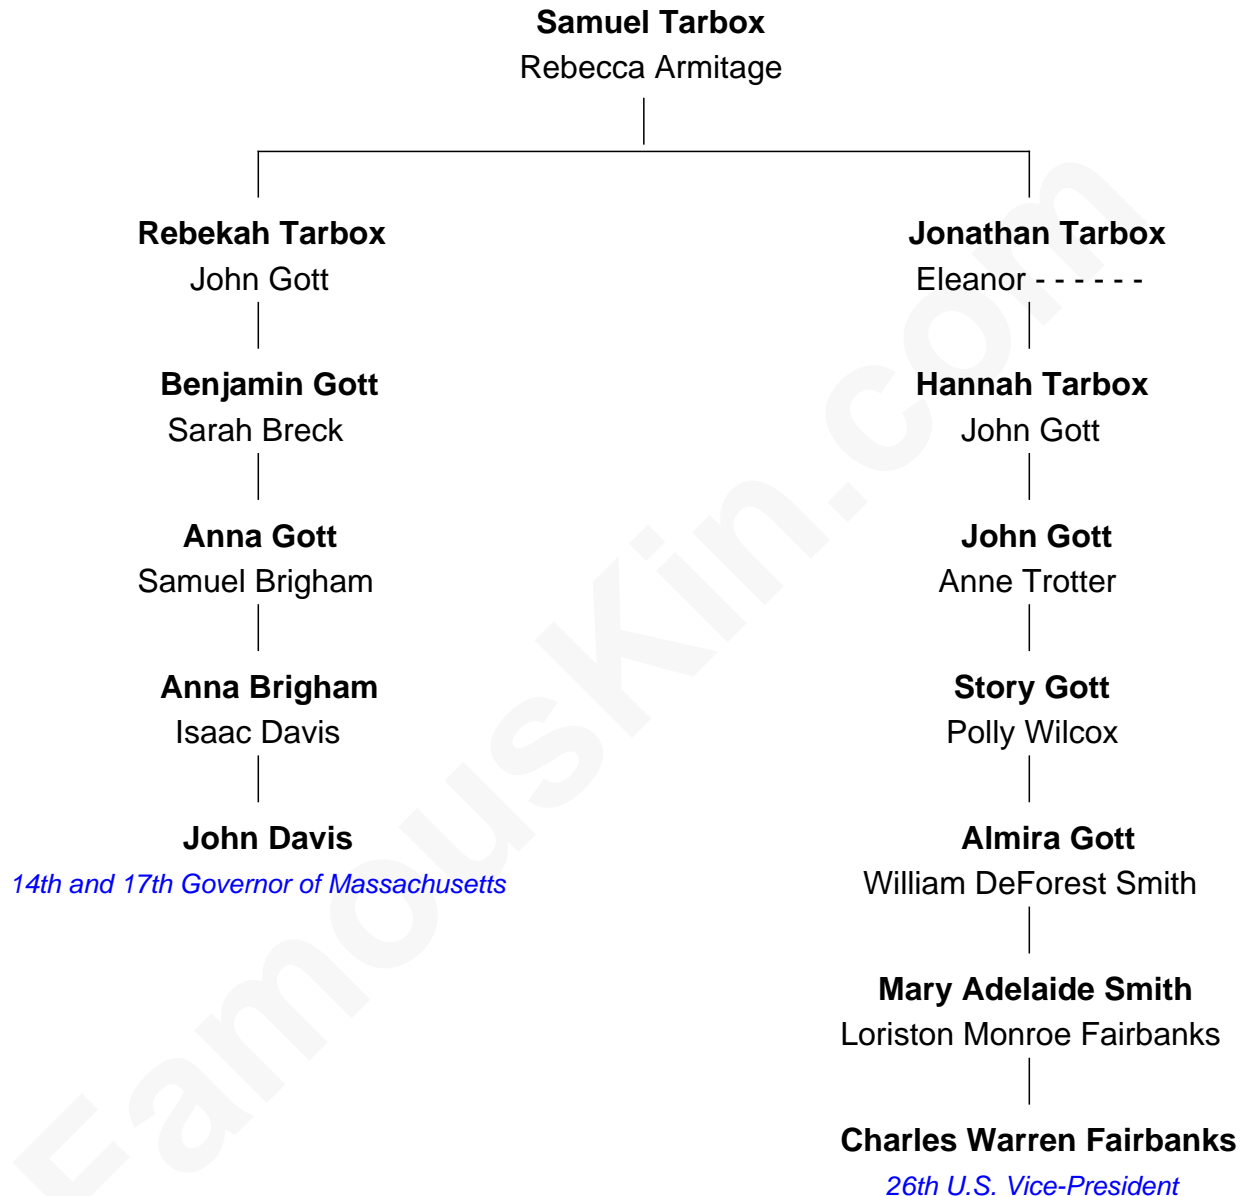 Samuel Tarbox
Rebecca Armitage
Rebekah Tarbox
John Gott
Jonathan Tarbox
Eleanor - - - - - -
Benjamin Gott
Sarah Breck
Hannah Tarbox
John Gott
Anna Gott
Samuel Brigham
John Gott
Anne Trotter
Anna Brigham
Isaac Davis
Story Gott
Polly Wilcox
John Davis
14th and 17th Governor of Massachusetts
Almira Gott
William DeForest Smith
Mary Adelaide Smith
Loriston Monroe Fairbanks
Charles Warren Fairbanks
26th U.S. Vice-President
FamousKin.com